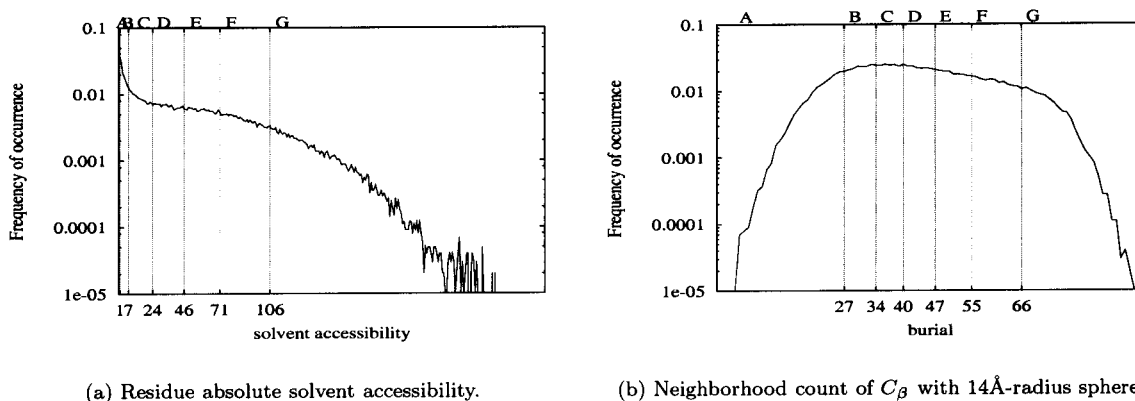 A B C D E F G
0.1
0.01
0.001
0.0001
1e-05
Frequency of occurrence
17 24 46 71 106
solvent accessibility
(a) Residue absolute solvent accessibility.
A B C D E F G
0.1
0.01
0.001
0.0001
1e-05
Frequency of occurrence
27 34 40 47 55 66
burial
(b) Neighborhood count of Cβ with 14Å-radius sphere